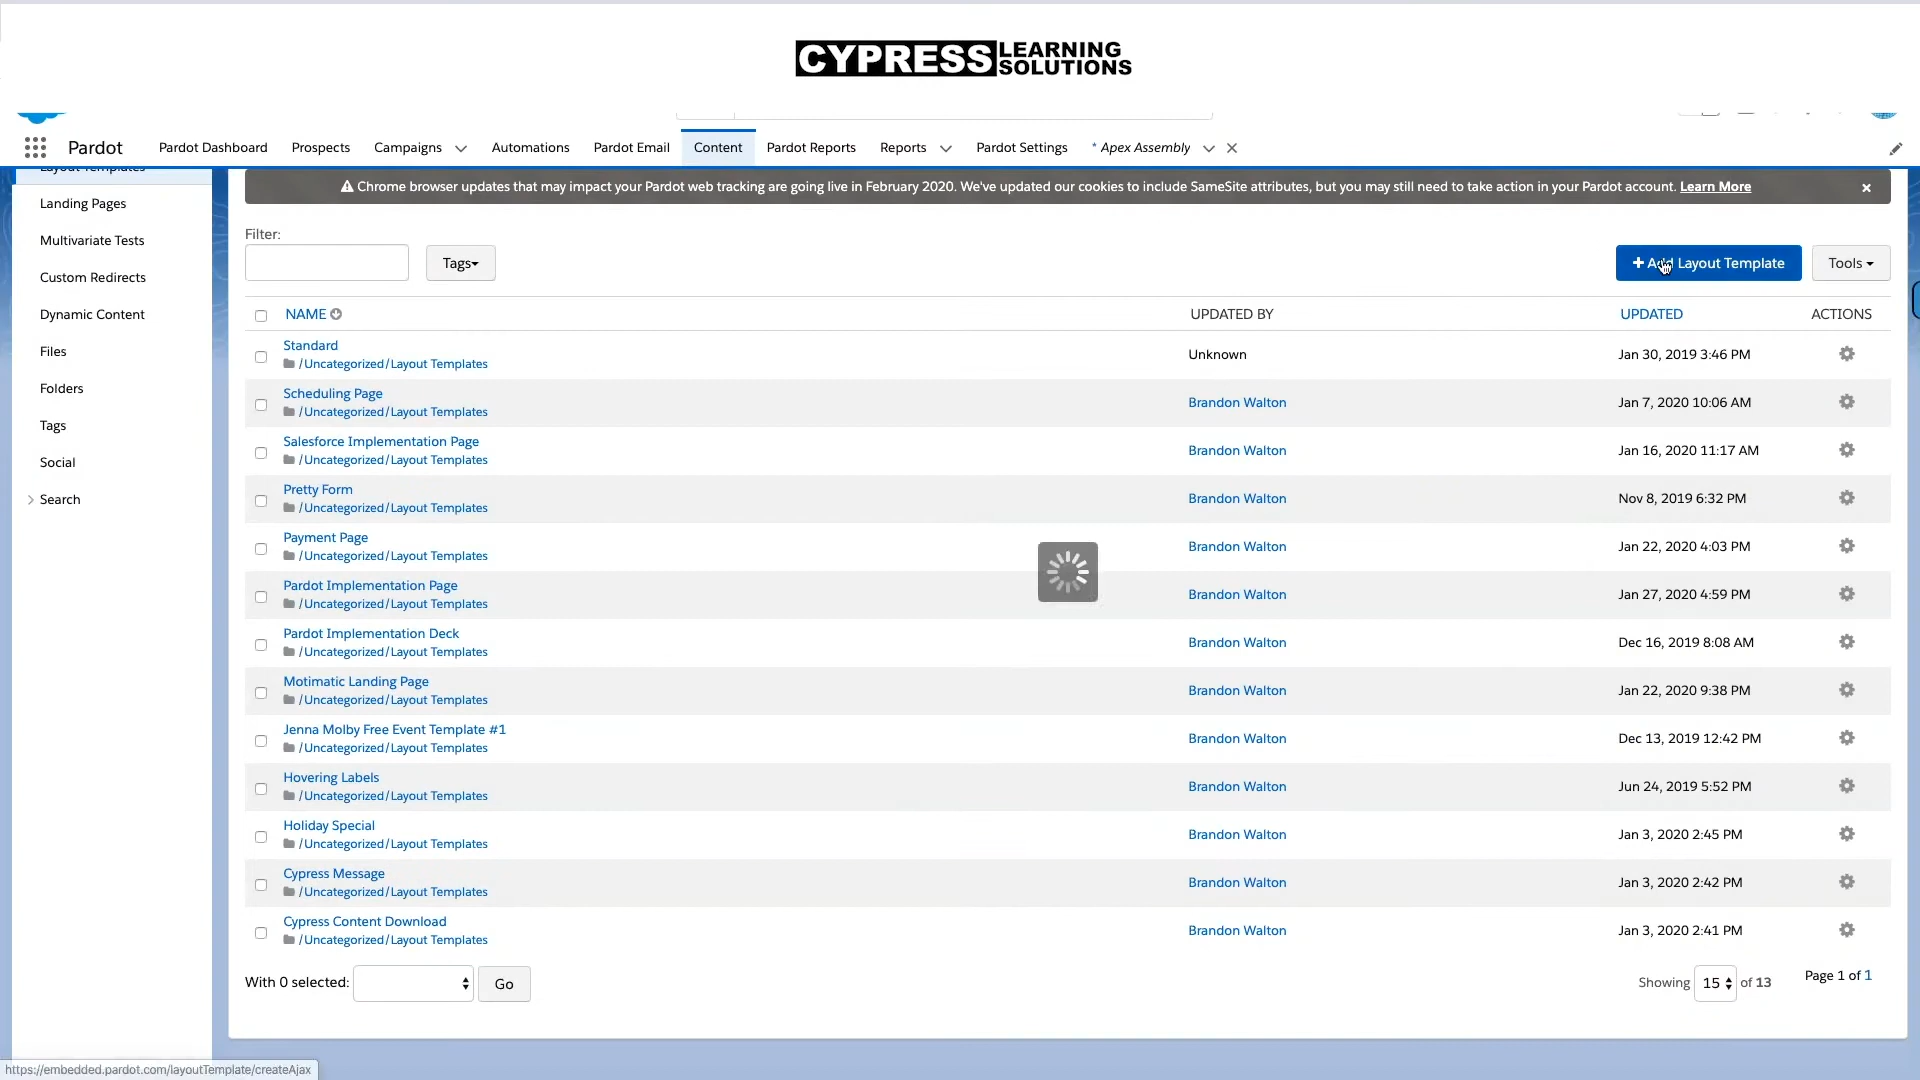 CYPRESS LEARNING SOLUTIONS
Pardot
Pardot Dashboard
Prospects
Campaigns
Automations
Pardot Email
Content
Pardot Reports
Reports
Pardot Settings
* Apex Assembly
Layout Templates
Landing Pages
Multivariate Tests
Custom Redirects
Dynamic Content
Files
Folders
Tags
Social
Search
Chrome browser updates that may impact your Pardot web tracking are going live in February 2020. We've updated our cookies to include SameSite attributes, but you may still need to take action in your Pardot account. Learn More
Filter:
Tags
+ Add Layout Template
Tools
NAME UPDATED BY UPDATED ACTIONS
Standard
/Uncategorized/Layout Templates
Unknown
Jan 30, 2019 3:46 PM
Scheduling Page
/Uncategorized/Layout Templates
Brandon Walton
Jan 7, 2020 10:06 AM
Salesforce Implementation Page
/Uncategorized/Layout Templates
Brandon Walton
Jan 16, 2020 11:17 AM
Pretty Form
/Uncategorized/Layout Templates
Brandon Walton
Nov 8, 2019 6:32 PM
Payment Page
/Uncategorized/Layout Templates
Brandon Walton
Jan 22, 2020 4:03 PM
Pardot Implementation Page
/Uncategorized/Layout Templates
Brandon Walton
Jan 27, 2020 4:59 PM
Pardot Implementation Deck
/Uncategorized/Layout Templates
Brandon Walton
Dec 16, 2019 8:08 AM
Motimatic Landing Page
/Uncategorized/Layout Templates
Brandon Walton
Jan 22, 2020 9:38 PM
Jenna Molby Free Event Template #1
/Uncategorized/Layout Templates
Brandon Walton
Dec 13, 2019 12:42 PM
Hovering Labels
/Uncategorized/Layout Templates
Brandon Walton
Jun 24, 2019 5:52 PM
Holiday Special
/Uncategorized/Layout Templates
Brandon Walton
Jan 3, 2020 2:45 PM
Cypress Message
/Uncategorized/Layout Templates
Brandon Walton
Jan 3, 2020 2:42 PM
Cypress Content Download
/Uncategorized/Layout Templates
Brandon Walton
Jan 3, 2020 2:41 PM
With 0 selected:
Go
Showing 15 of 13
Page 1 of 1
https://embedded.pardot.com/layoutTemplate/createAjax